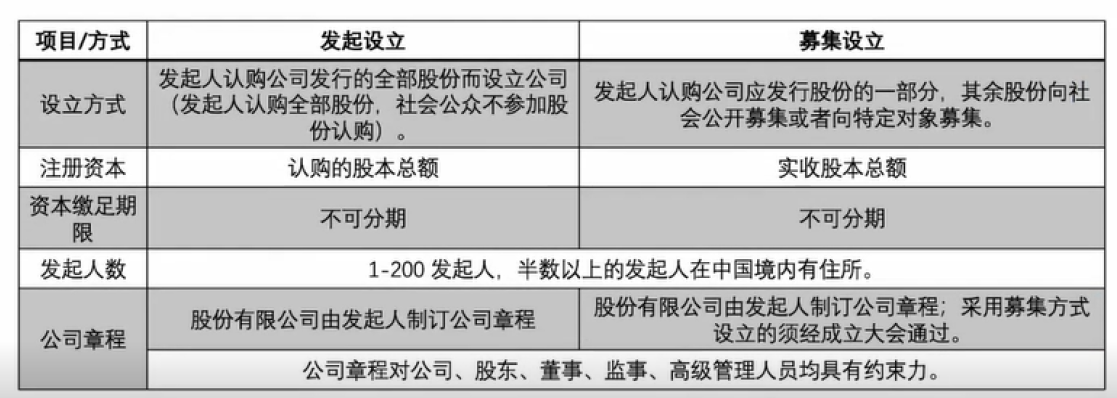 项目/方式
发起设立
募集设立
设立方式
发起人认购公司发行的全部股份而设立公司
（发起人认购全部股份，社会公众不参加股
份认购）。
发起人认购公司应发行股份的一部分，其余股份向社
会公开募集或者向特定对象募集。
注册资本
认购的股本总额
实收股本总额
资本缴足期
限
不可分期
不可分期
发起人数
1-200 发起人，半数以上的发起人在中国境内有住所。
公司章程
股份有限公司由发起人制订公司章程
股份有限公司由发起人制订公司章程；采用募集方式
设立的须经成立大会通过。
公司章程对公司、股东、董事、监事、高级管理人员均具有约束力。